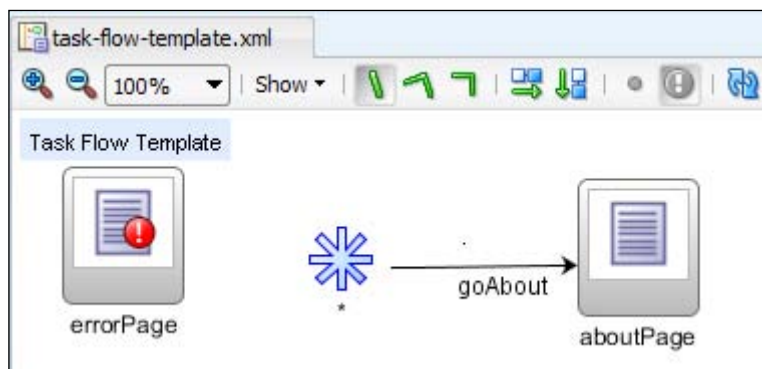 task-flow-template.xml
100% Show
Task Flow Template
*
goAbout
errorPage
aboutPage